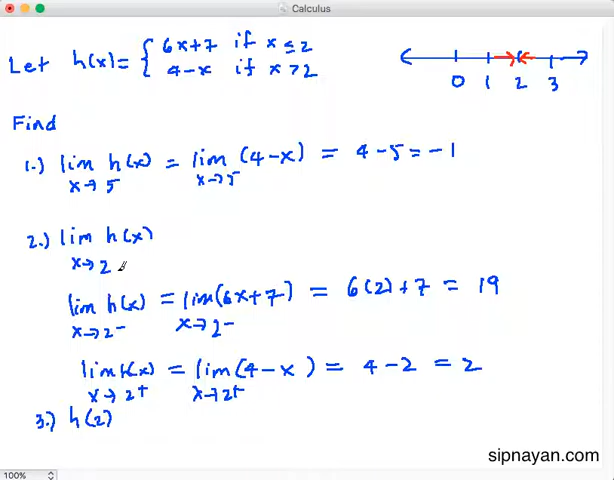 Calculus
Let h(x) = { 6x+7 if x ≤ 2
4-x if x > 2
0 1 2 3
Find
1.) lim h(x) = lim (4-x) = 4-5 = -1
x→5 x→5
2.) lim h(x)
x→2
lim h(x) = lim(6x+7) = 6(2)+7 = 19
x→2- x→2-
lim h(x) = lim(4-x) = 4-2 = 2
x→2+ x→2+
3.) h(2)
sipnayan.com
100%